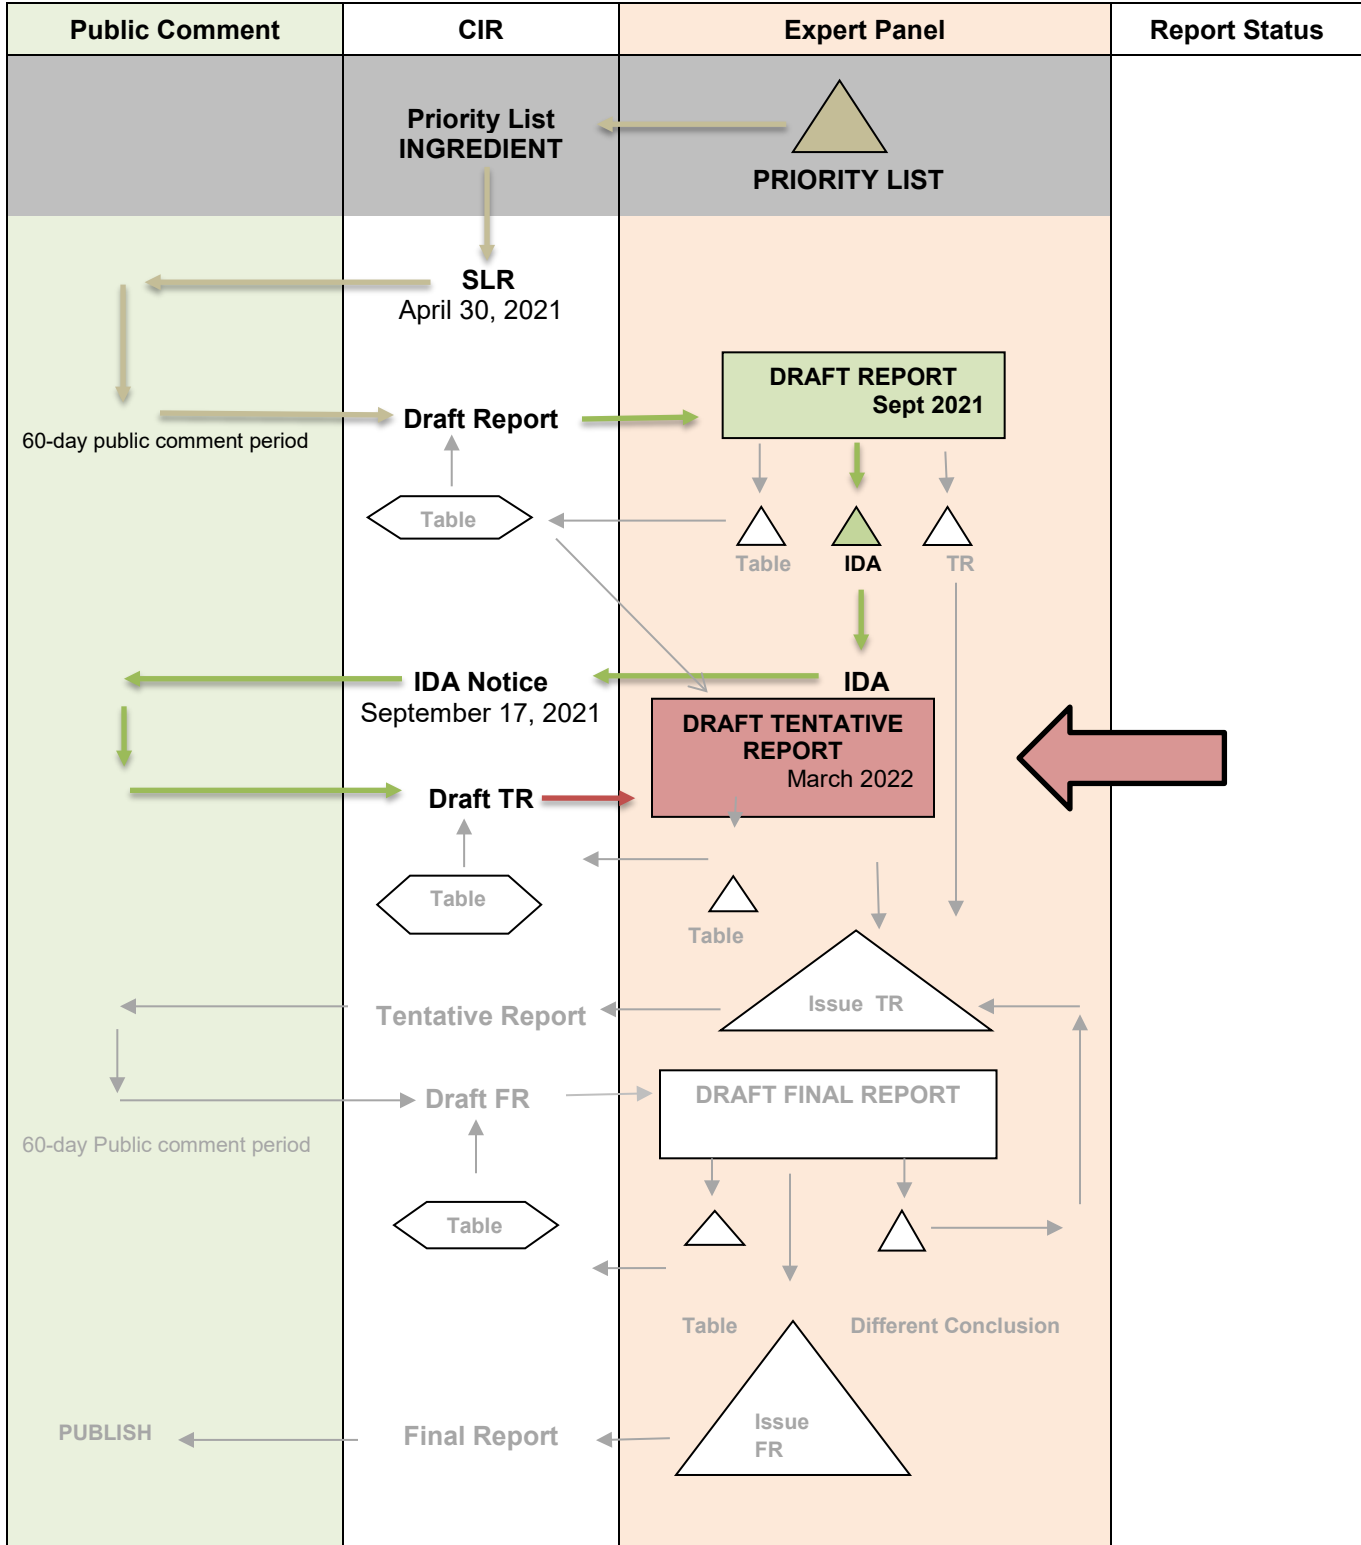 Public Comment
CIR
Expert Panel
Report Status
Priority List
INGREDIENT
PRIORITY LIST
SLR
April 30, 2021
DRAFT REPORT
Sept 2021
Draft Report
60-day public comment period
Table
Table
IDA
TR
IDA Notice
September 17, 2021
IDA
DRAFT TENTATIVE
REPORT
March 2022
Draft TR
Table
Table
Issue TR
Tentative Report
DRAFT FINAL REPORT
Draft FR
60-day Public comment period
Table
Table
Different Conclusion
Issue
FR
Final Report
PUBLISH